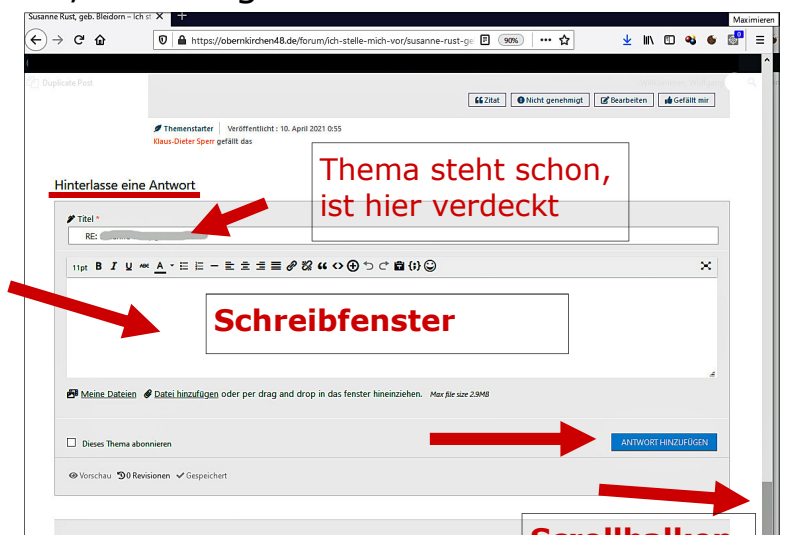 Susanne Rust, geb. Bleidorn – Ich st
Maximieren
https://obernkirchen48.de/forum/ich-stelle-mich-vor/susanne-rust-ge
90%
Duplicate Post
Zitat
Nicht genehmigt
Bearbeiten
Gefällt mir
Themenstarter
Veröffentlicht : 10. April 2021 0:55
Klaus-Dieter Sperr gefällt das
Thema steht schon,
ist hier verdeckt
Hinterlasse eine Antwort
Titel *
RE:
11pt B I U ABC A
Schreibfenster
Meine Dateien Datei hinzufügen oder per drag and drop in das fenster hineinziehen. Max file size 2.9MB
Dieses Thema abonnieren
ANTWORT HINZUFÜGEN
Vorschau 0 Revisionen Gespeichert
Scrollbalken